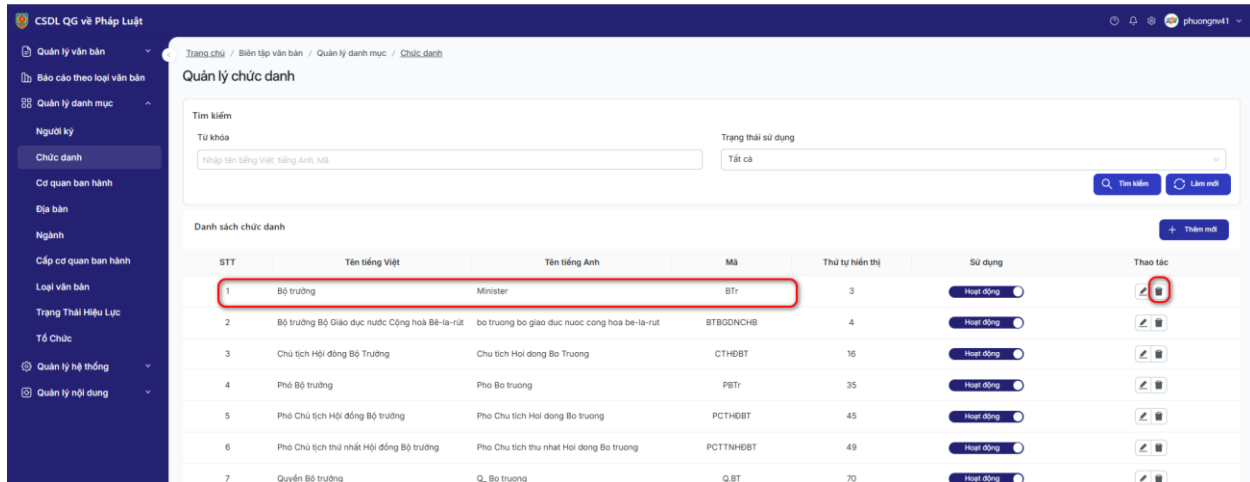 CSDL QG về Pháp Luật
phuongnv41
Quản lý văn bản
Báo cáo theo loại văn bản
Quản lý danh mục
Người ký
Chức danh
Cơ quan ban hành
Địa bàn
Ngành
Cấp cơ quan ban hành
Loại văn bản
Trạng Thái Hiệu Lực
Tổ Chức
Quản lý hệ thống
Quản lý nội dung
Trang chủ / Biên tập văn bản / Quản lý danh mục / Chức danh
Quản lý chức danh
Tìm kiếm
Từ khóa
Trạng thái sử dụng
Nhập tên tiếng Việt, tiếng Anh, Mã
Tất cả
Tìm kiếm
Làm mới
Danh sách chức danh
+ Thêm mới
STT Tên tiếng Việt Tên tiếng Anh Mã Thứ tự hiển thị Sử dụng Thao tác
1 Bộ trưởng Minister BTr 3 Hoạt động
2 Bộ trưởng Bộ Giáo dục nước Cộng hoà Bê-la-rút bo truong bo giao duc nuoc cong hoa be-la-rut BTBGDNCHB 4 Hoạt động
3 Chủ tịch Hội đồng Bộ Trưởng Chu tich Hoi dong Bo Truong CTHĐBT 16 Hoạt động
4 Phó Bộ trưởng Pho Bo truong PBTr 35 Hoạt động
5 Phó Chủ tịch Hội đồng Bộ trưởng Pho Chu tich Hoi dong Bo truong PCTHĐBT 45 Hoạt động
6 Phó Chủ tịch thứ nhất Hội đồng Bộ trưởng Pho Chu tich thu nhat Hoi dong Bo truong PCTTNHĐBT 49 Hoạt động
7 Quyền Bộ trưởng Q_ Bo truong Q.BT 70 Hoạt động